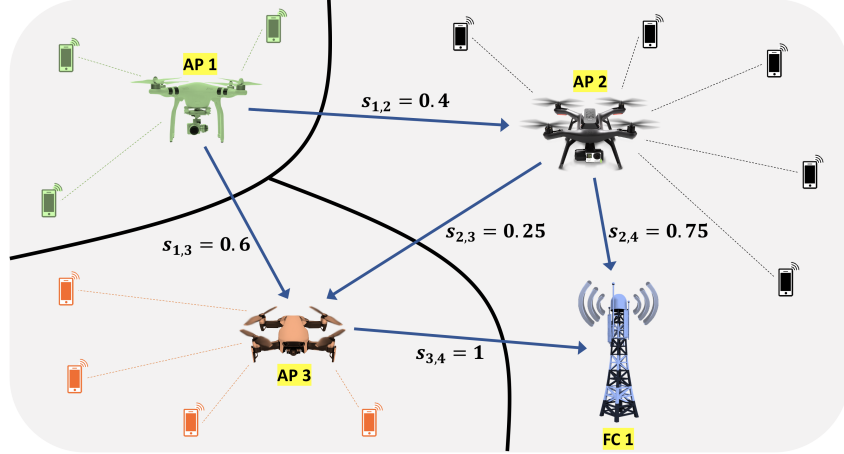 AP 1
AP 2
s1,2 = 0.4
s1,3 = 0.6
s2,3 = 0.25
s2,4 = 0.75
s3,4 = 1
AP 3
FC 1